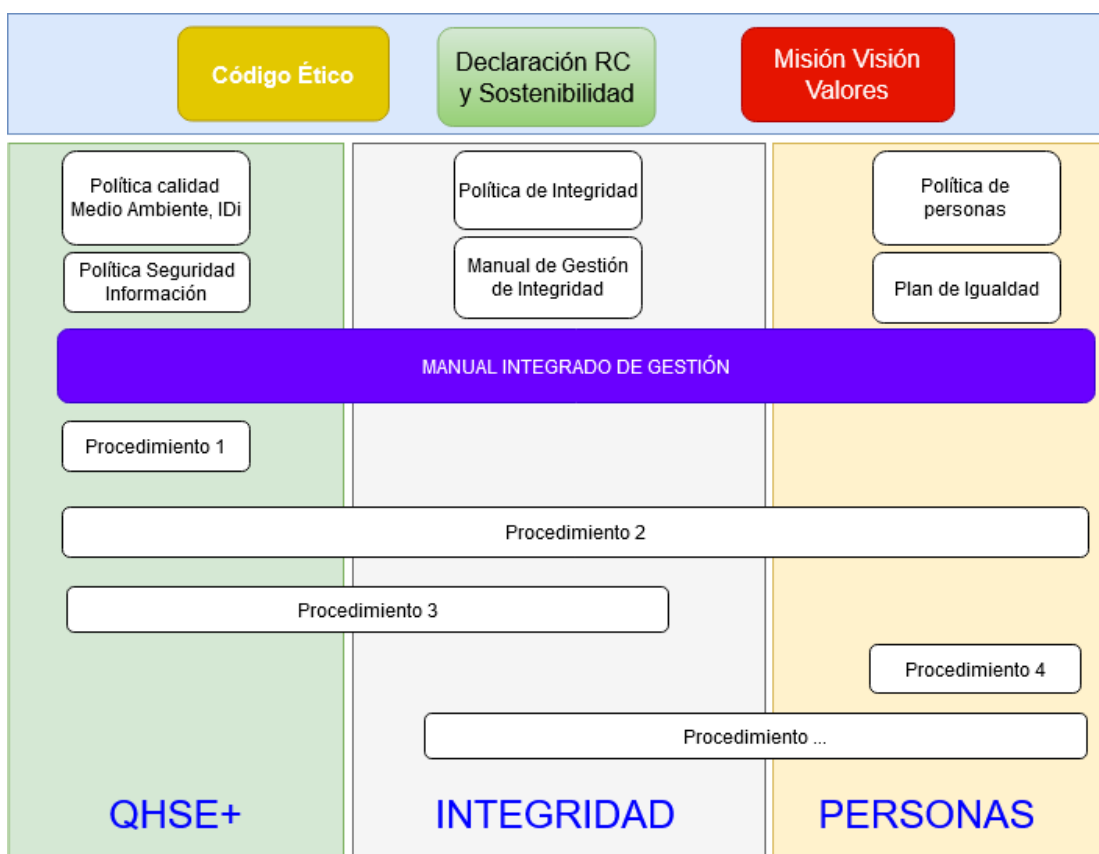 Código Ético
Declaración RC
y Sostenibilidad
Misión Visión
Valores
Política calidad
Medio Ambiente, IDi
Política de Integridad
Política de
personas
Política Seguridad
Información
Manual de Gestión
de Integridad
Plan de Igualdad
MANUAL INTEGRADO DE GESTIÓN
Procedimiento 1
Procedimiento 2
Procedimiento 3
Procedimiento 4
Procedimiento ...
QHSE+
INTEGRIDAD
PERSONAS